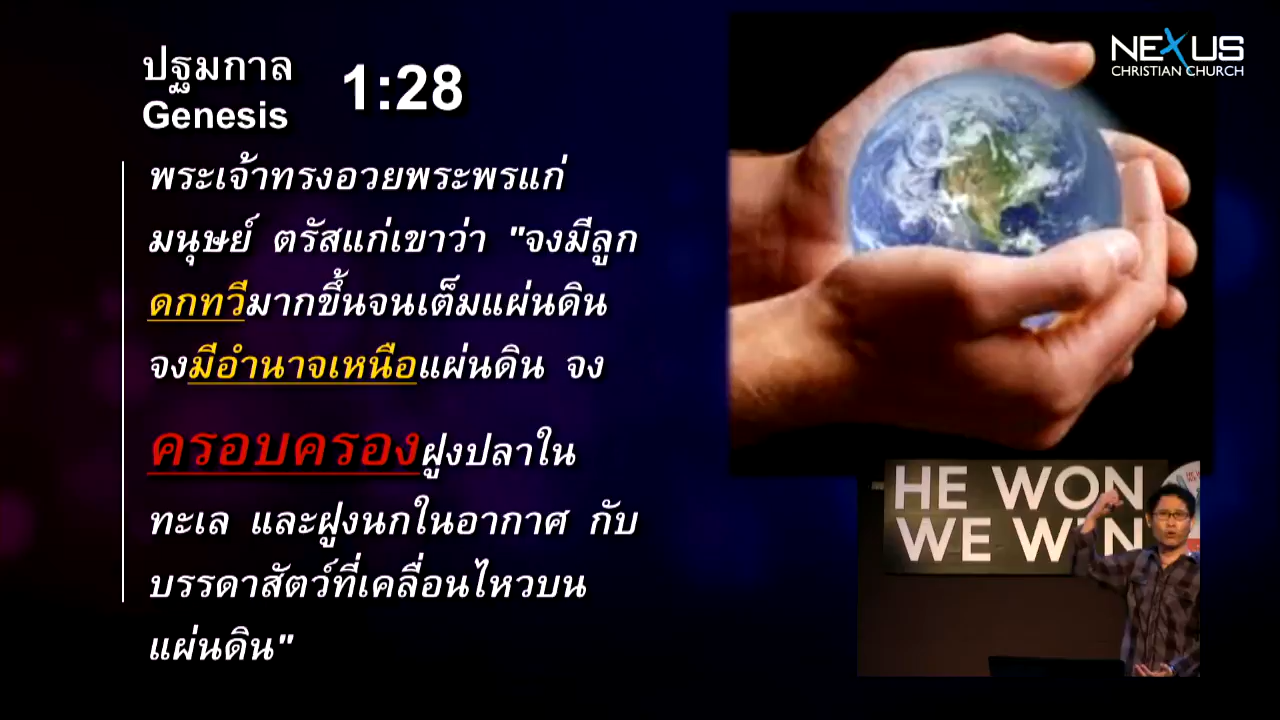 ปฐมกาล
Genesis
1:28
พระเจ้าทรงอวยพระพรแก่
มนุษย์ ตรัสแก่เขาว่า "จงมีลูก
ดกทวีมากขึ้นจนเต็มแผ่นดิน
จงมีอำนาจเหนือแผ่นดิน จง
ครอบครองฝูงปลาใน
ทะเล และฝูงนกในอากาศ กับ
บรรดาสัตว์ที่เคลื่อนไหวบน
แผ่นดิน"
NEXUS
CHRISTIAN CHURCH
HE WON
WE WIN